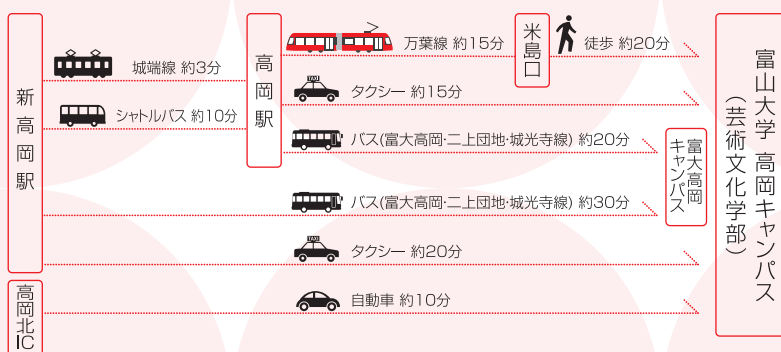 新高岡駅
城端線 約3分
シャトルバス 約10分
高岡駅
万葉線 約15分
米島口
徒歩 約20分
TAXI
タクシー 約15分
バス(富大高岡・二上団地・城光寺線) 約20分
富大高岡
キャンパス
バス(富大高岡・二上団地・城光寺線) 約30分
TAXI
タクシー 約20分
高岡北IC
自動車 約10分
富山大学 高岡キャンパス
(芸術文化学部)